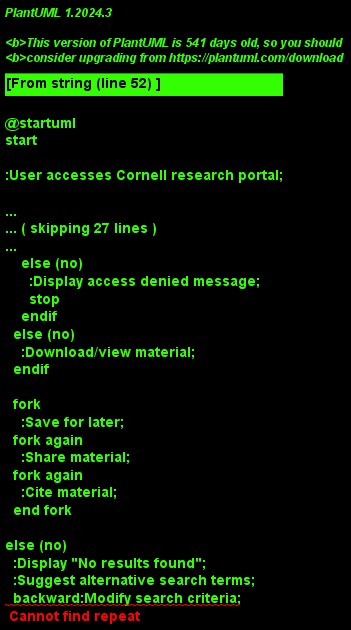 PlantUML 1.2024.3
<b>This version of PlantUML is 541 days old, so you should
<b>consider upgrading from https://plantuml.com/download
[From string (line 52) ]
@startuml
start
:User accesses Cornell research portal;
...
... ( skipping 27 lines )
...
else (no)
:Display access denied message;
stop
endif
else (no)
:Download/view material;
endif
fork
:Save for later;
fork again
:Share material;
fork again
:Cite material;
end fork
else (no)
:Display "No results found";
:Suggest alternative search terms;
backward:Modify search criteria;
Cannot find repeat